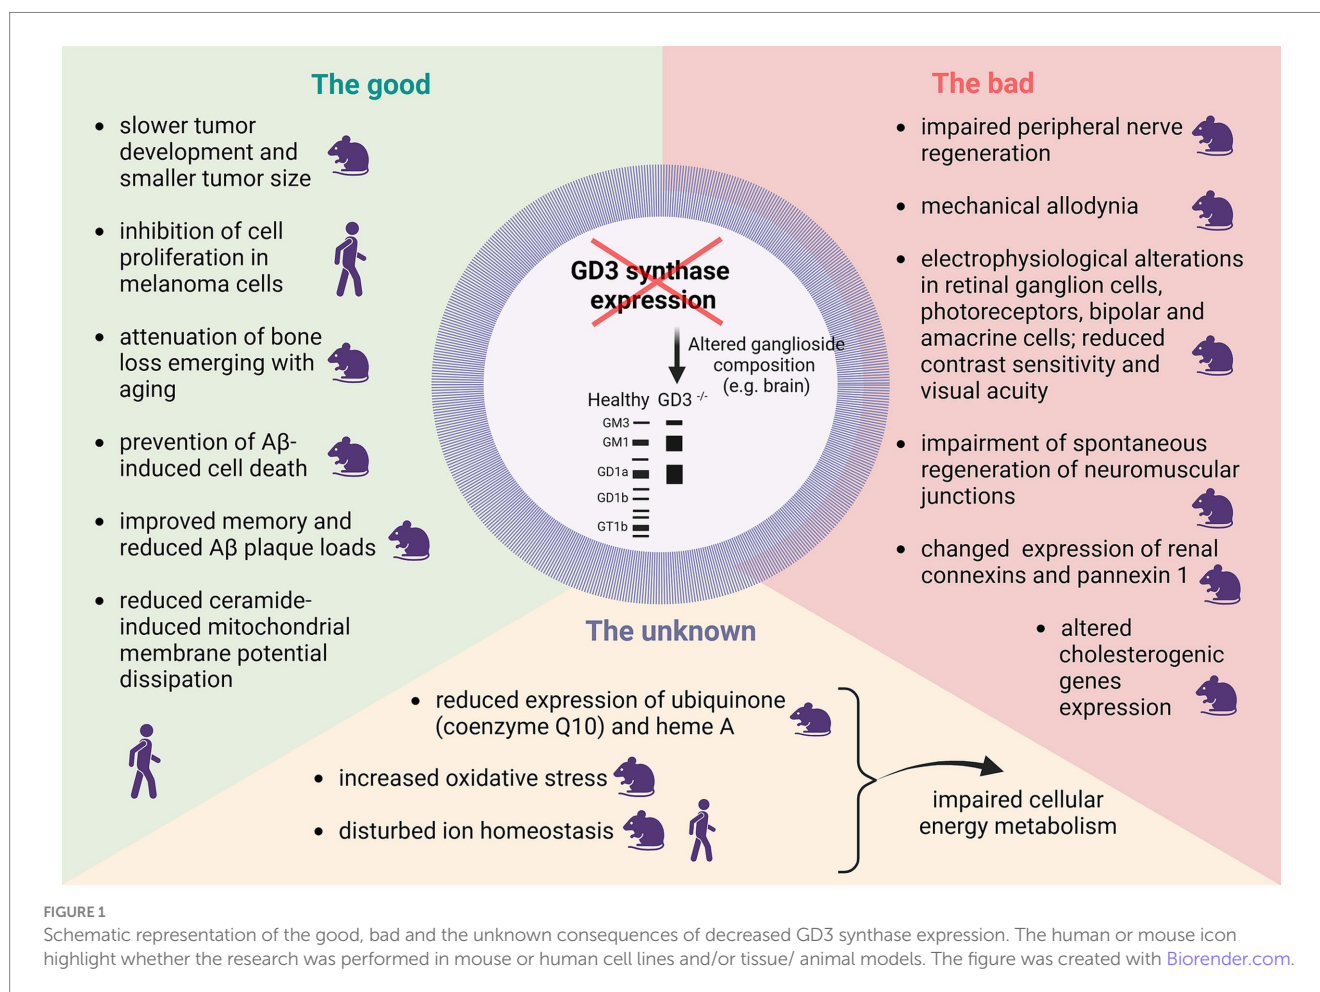 The good
• slower tumor
development and
smaller tumor size
• inhibition of cell
proliferation in
melanoma cells
• attenuation of bone
loss emerging with
aging
• prevention of Aβ-
induced cell death
• improved memory and
reduced Aβ plaque loads
• reduced ceramide-
induced mitochondrial
membrane potential
dissipation
GD3 synthase
expression
Altered ganglioside
composition
(e.g. brain)
Healthy GD3 -/-
GM3
GM1
GD1a
GD1b
GT1b
The bad
• impaired peripheral nerve
regeneration
• mechanical allodynia
• electrophysiological alterations
in retinal ganglion cells,
photoreceptors, bipolar and
amacrine cells; reduced
contrast sensitivity and
visual acuity
• impairment of spontaneous
regeneration of neuromuscular
junctions
• changed expression of renal
connexins and pannexin 1
• altered
cholesterogenic
genes
expression
The unknown
• reduced expression of ubiquinone
(coenzyme Q10) and heme A
• increased oxidative stress
• disturbed ion homeostasis
impaired cellular
energy metabolism
FIGURE 1
Schematic representation of the good, bad and the unknown consequences of decreased GD3 synthase expression. The human or mouse icon
highlight whether the research was performed in mouse or human cell lines and/or tissue/ animal models. The figure was created with Biorender.com.